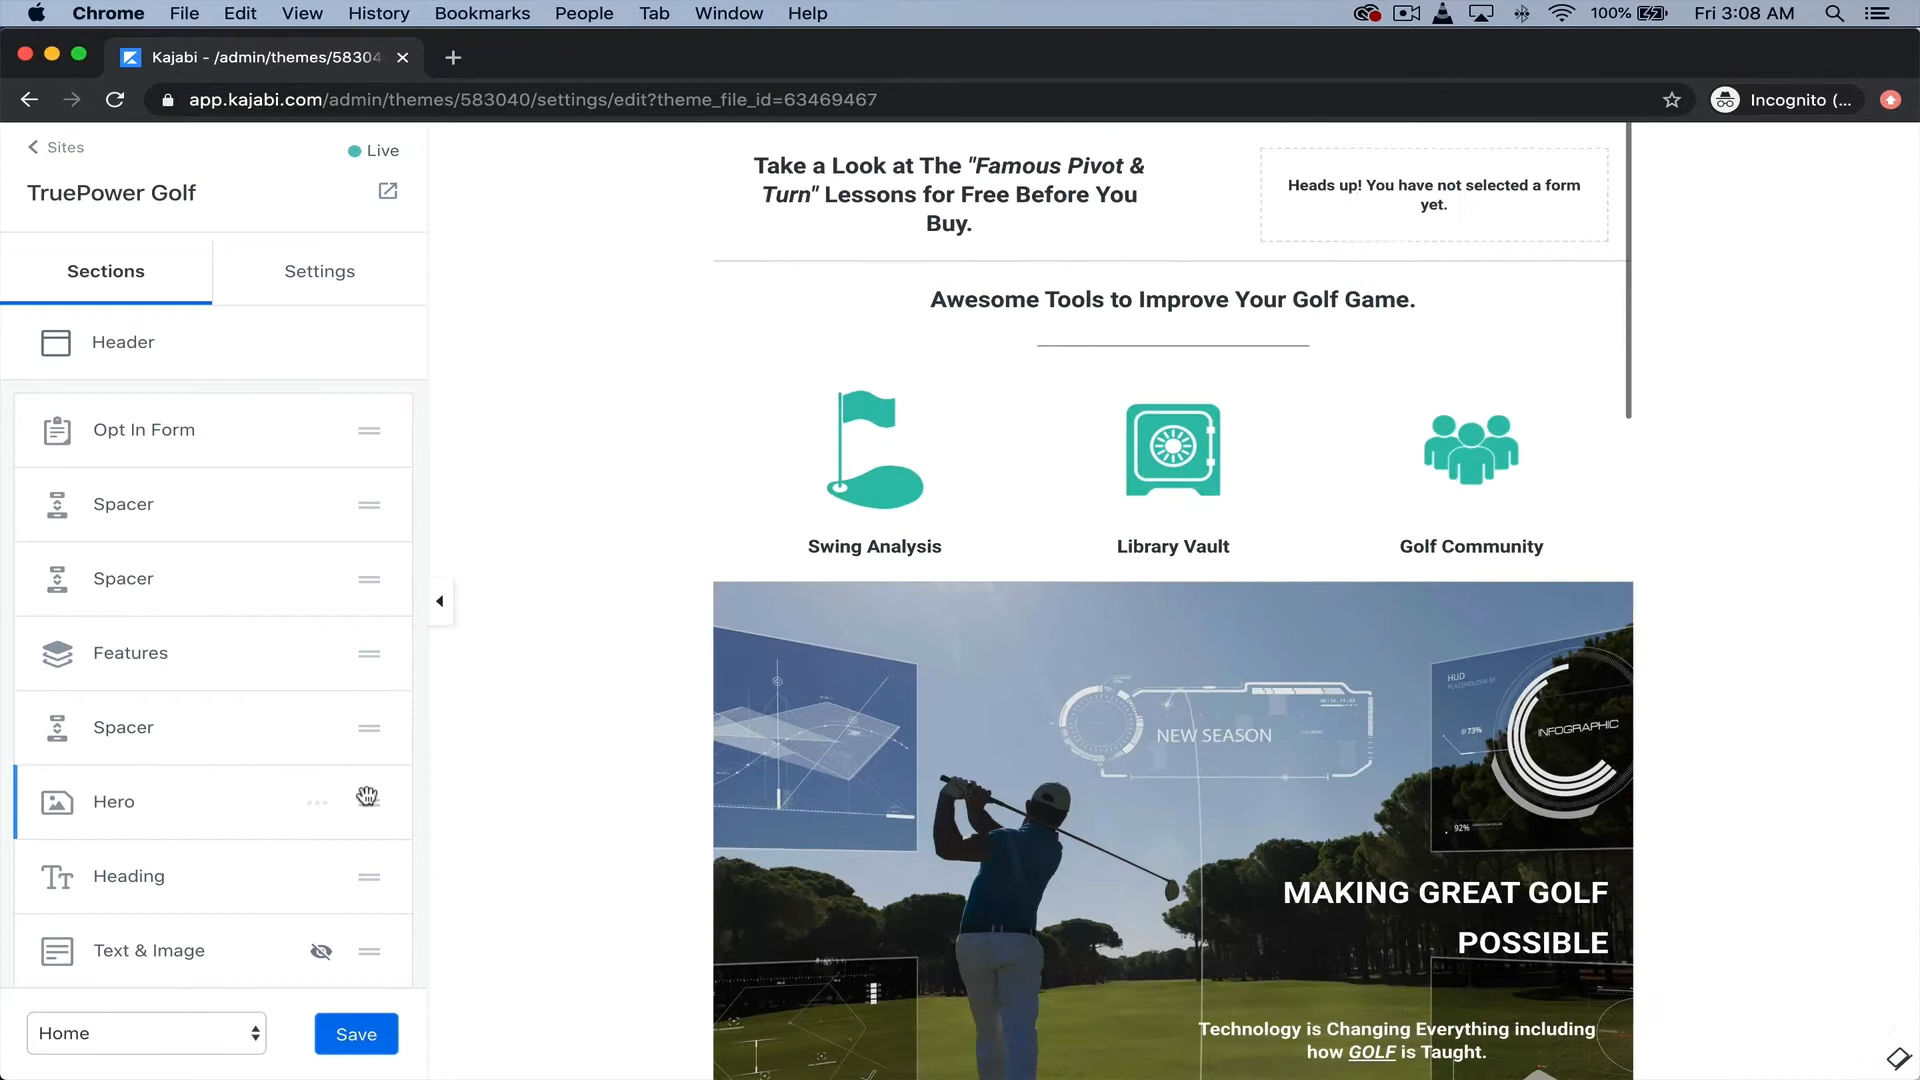 Chrome File Edit View History Bookmarks People Tab Window Help 100% Fri 3:08 AM
Kajabi - /admin/themes/58304
app.kajabi.com/admin/themes/583040/settings/edit?theme_file_id=63469467 Incognito (...
Sites
Live
TruePower Golf
Sections Settings
Header
Opt In Form
Spacer
Spacer
Features
Spacer
Hero
Heading
Text & Image
Home Save
Take a Look at The "Famous Pivot &
Turn" Lessons for Free Before You
Buy.
Heads up! You have not selected a form
yet.
Awesome Tools to Improve Your Golf Game.
Swing Analysis Library Vault Golf Community
NEW SEASON
HUD
73%
INFOGRAPHIC
92%
MAKING GREAT GOLF
POSSIBLE
Technology is Changing Everything including
how GOLF is Taught.